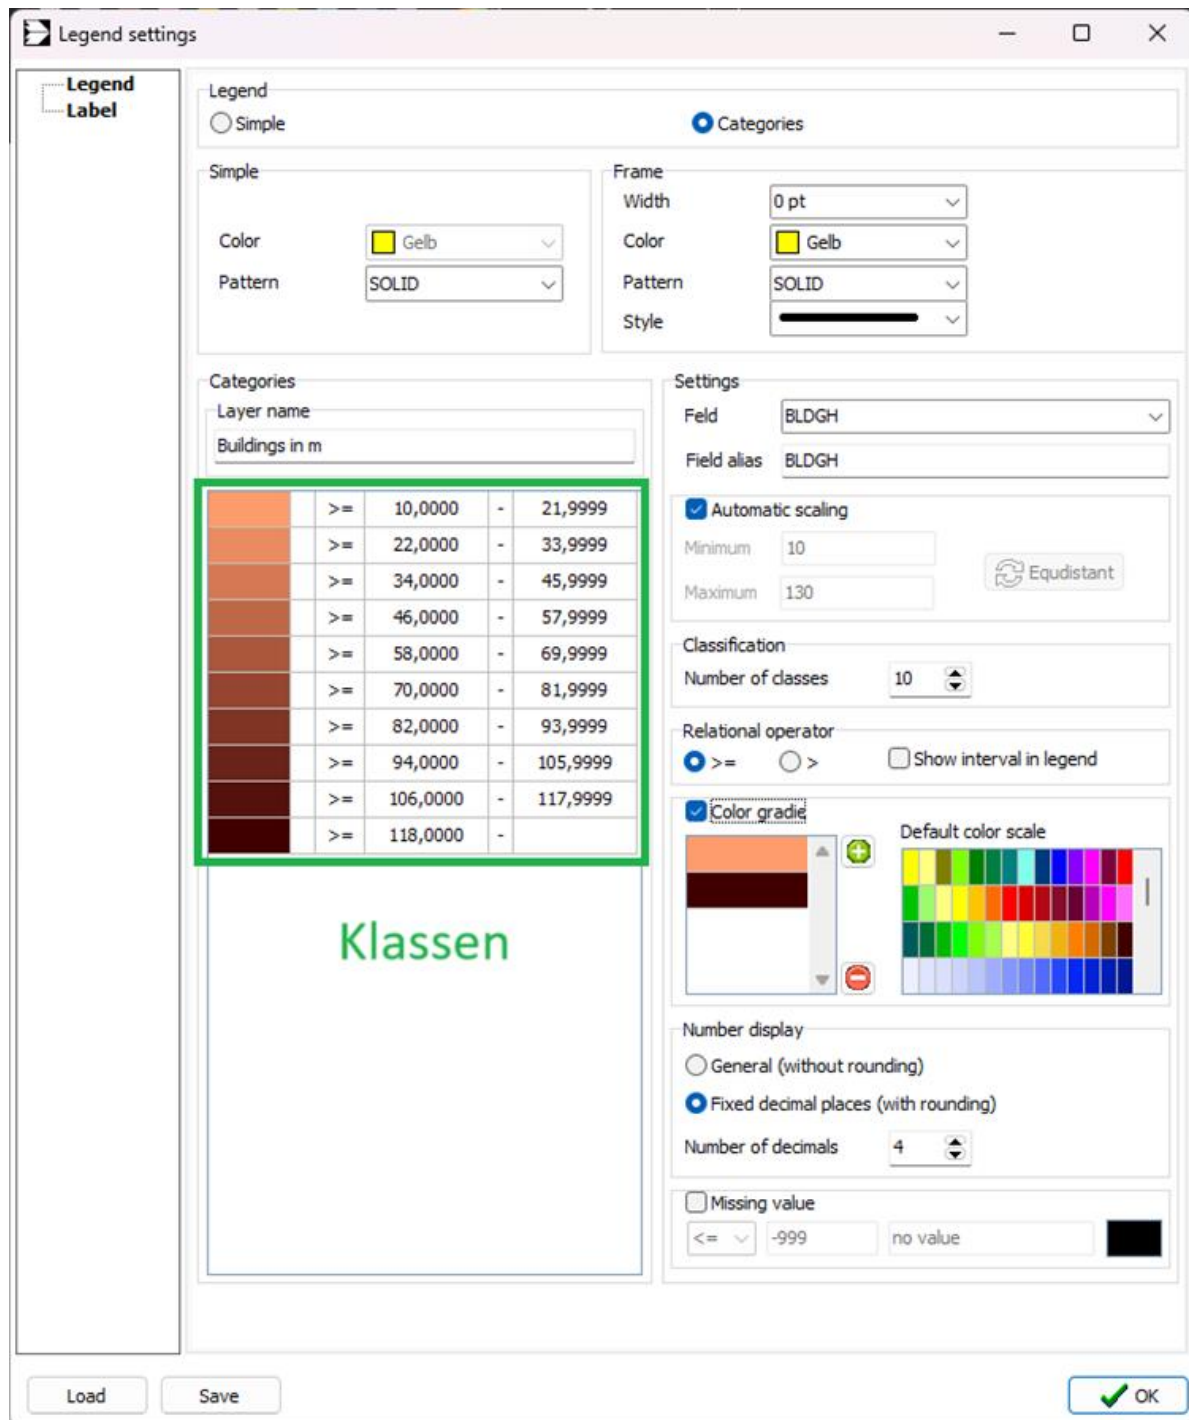 Legend settings
Legend
Label
Legend
Simple
Categories
Simple
Color
Gelb
Pattern
SOLID
Frame
Width
0 pt
Color
Gelb
Pattern
SOLID
Style
Categories
Layer name
Buildings in m
>= 10,0000 - 21,9999
>= 22,0000 - 33,9999
>= 34,0000 - 45,9999
>= 46,0000 - 57,9999
>= 58,0000 - 69,9999
>= 70,0000 - 81,9999
>= 82,0000 - 93,9999
>= 94,0000 - 105,9999
>= 106,0000 - 117,9999
>= 118,0000 -
Klassen
Settings
Feld
BLDGH
Field alias
BLDGH
Automatic scaling
Minimum
10
Maximum
130
Equdistant
Classification
Number of classes
10
Relational operator
>=
>
Show interval in legend
Color gradie
Default color scale
Number display
General (without rounding)
Fixed decimal places (with rounding)
Number of decimals
4
Missing value
<=
-999
no value
Load
Save
OK